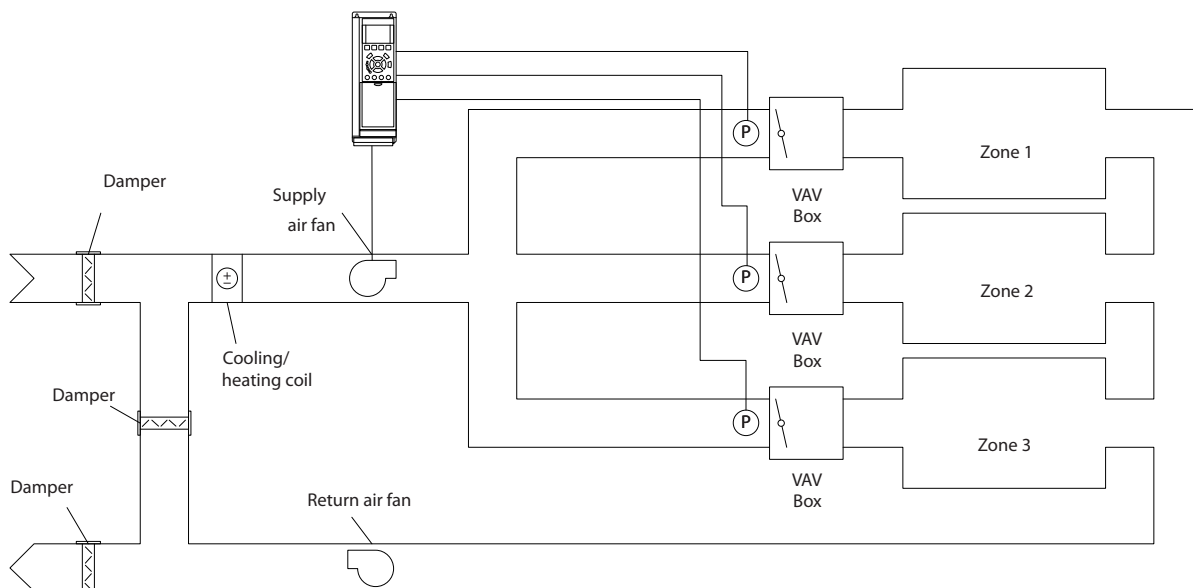 Damper
Supply
air fan
P
VAV
Box
Zone 1
P
VAV
Box
Zone 2
±
Cooling/
heating coil
Damper
P
VAV
Box
Zone 3
Damper
Return air fan